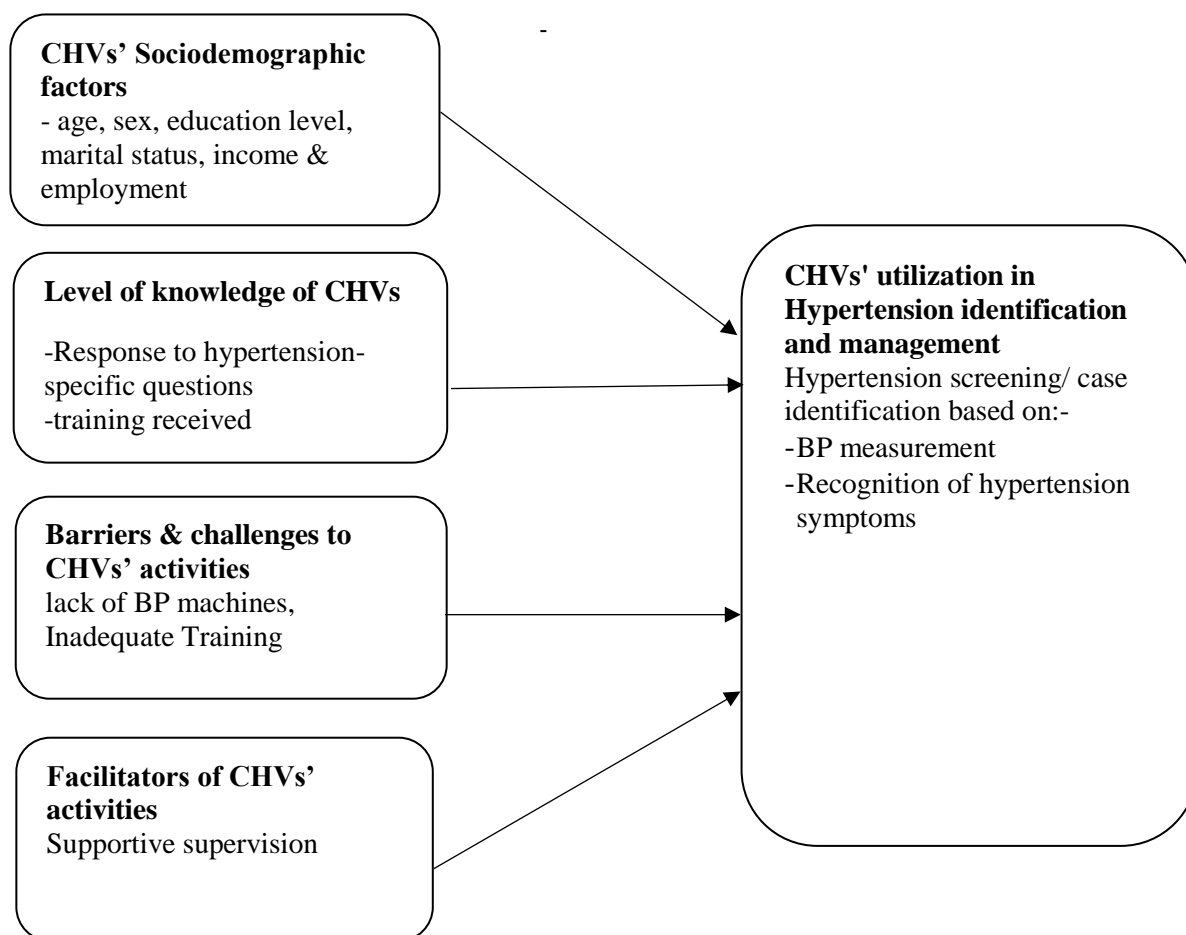 -
CHVs’ Sociodemographic
factors
- age, sex, education level,
marital status, income &
employment
Level of knowledge of CHVs
-Response to hypertension-
specific questions
-training received
Barriers & challenges to
CHVs’ activities
lack of BP machines,
Inadequate Training
Facilitators of CHVs’
activities
Supportive supervision
CHVs' utilization in
Hypertension identification
and management
Hypertension screening/ case
identification based on:-
-BP measurement
-Recognition of hypertension
symptoms